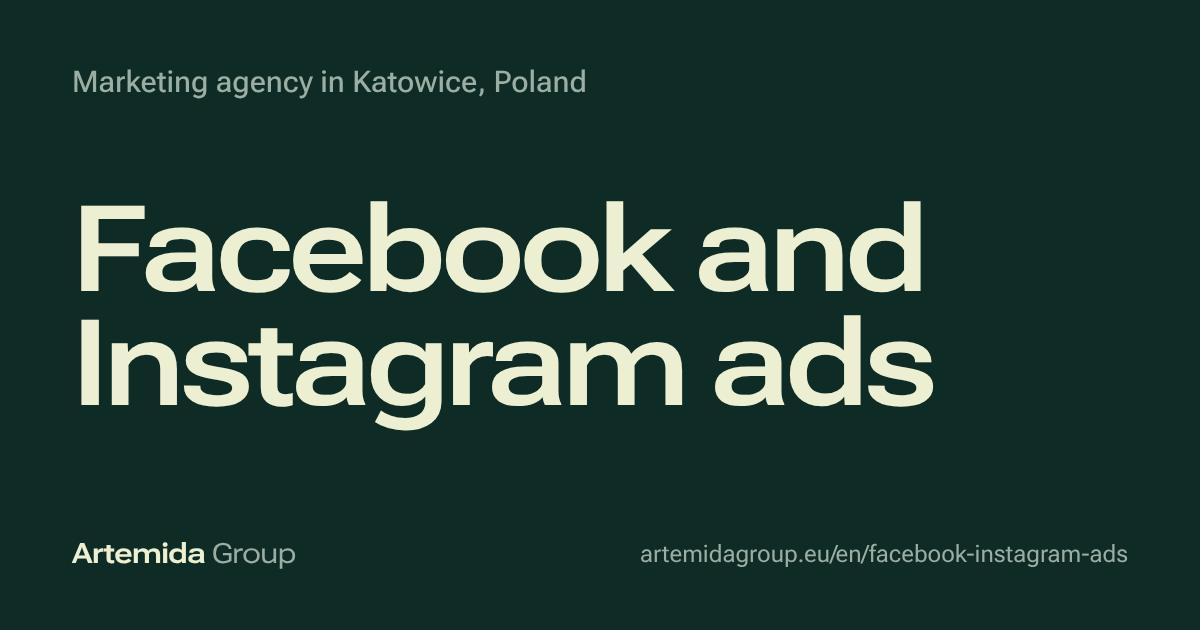 Marketing agency in Katowice, Poland
Facebook and
Instagram ads
Artemida Group
artemidagroup.eu/en/facebook-instagram-ads